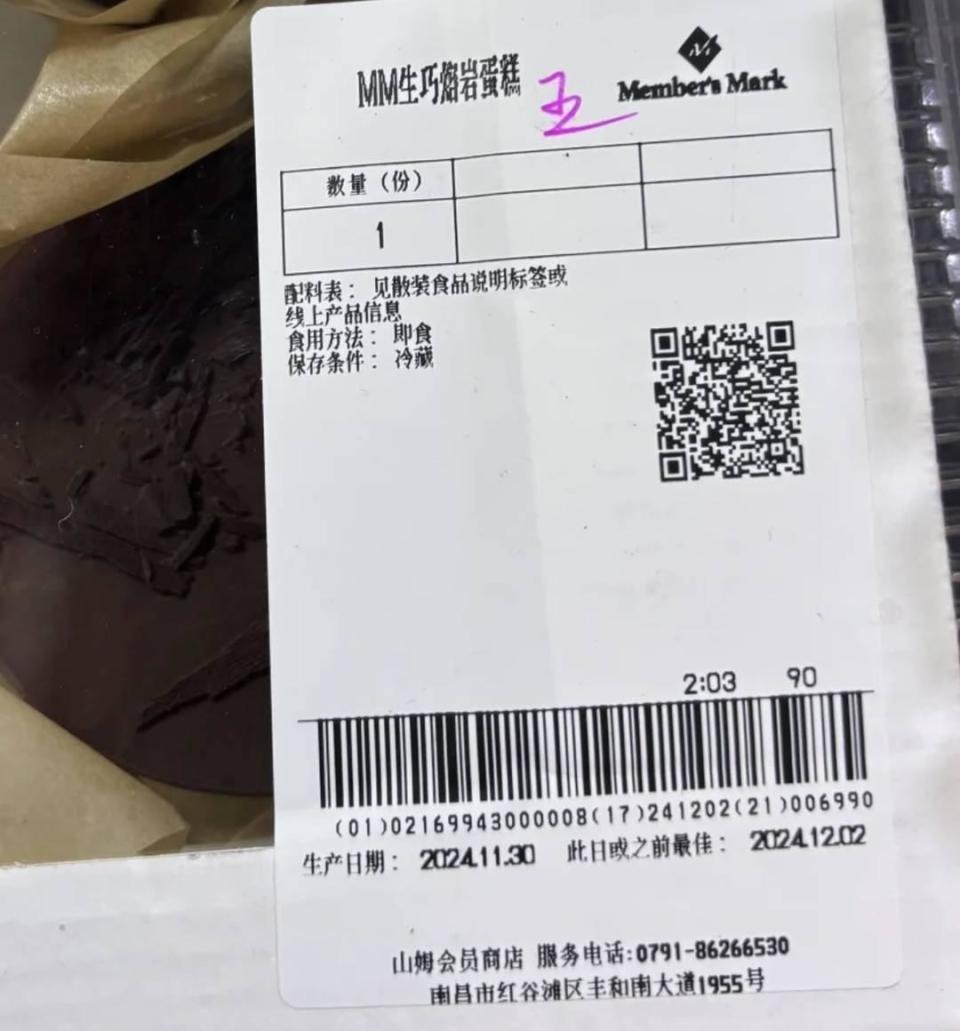 MM生巧熔岩蛋糕
王
Member's Mark
数量（份）
1
配料表： 见散装食品说明标签或
线上产品信息
食用方法： 即食
保存条件： 冷藏
2:03 90
(01)02169943000008(17)241202(21)006990
生产日期： 2024.11.30 此日或之前最佳： 2024.12.02
山姆会员商店 服务电话:0791-86266530
南昌市红谷滩区丰和南大道1955号